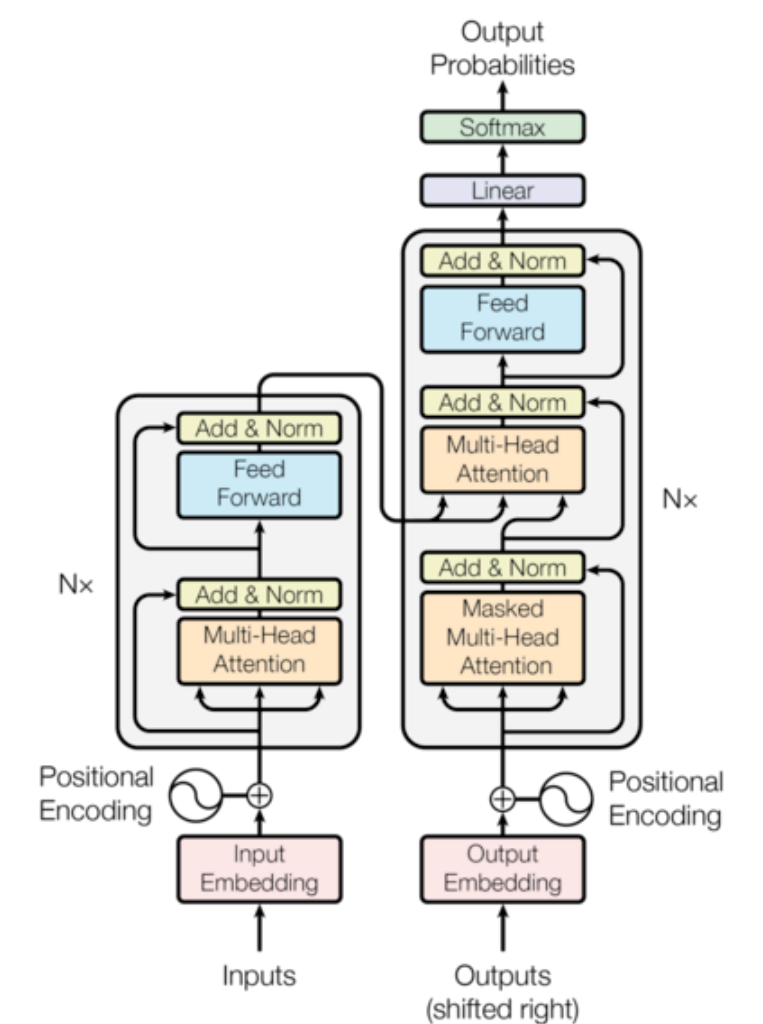 Output
Probabilities
Softmax
Linear
Add & Norm
Feed
Forward
Add & Norm
Multi-Head
Attention
Add & Norm
Masked
Multi-Head
Attention
N×
Add & Norm
Feed
Forward
Add & Norm
Multi-Head
Attention
N×
Positional
Encoding
Positional
Encoding
Input
Embedding
Output
Embedding
Inputs
Outputs
(shifted right)